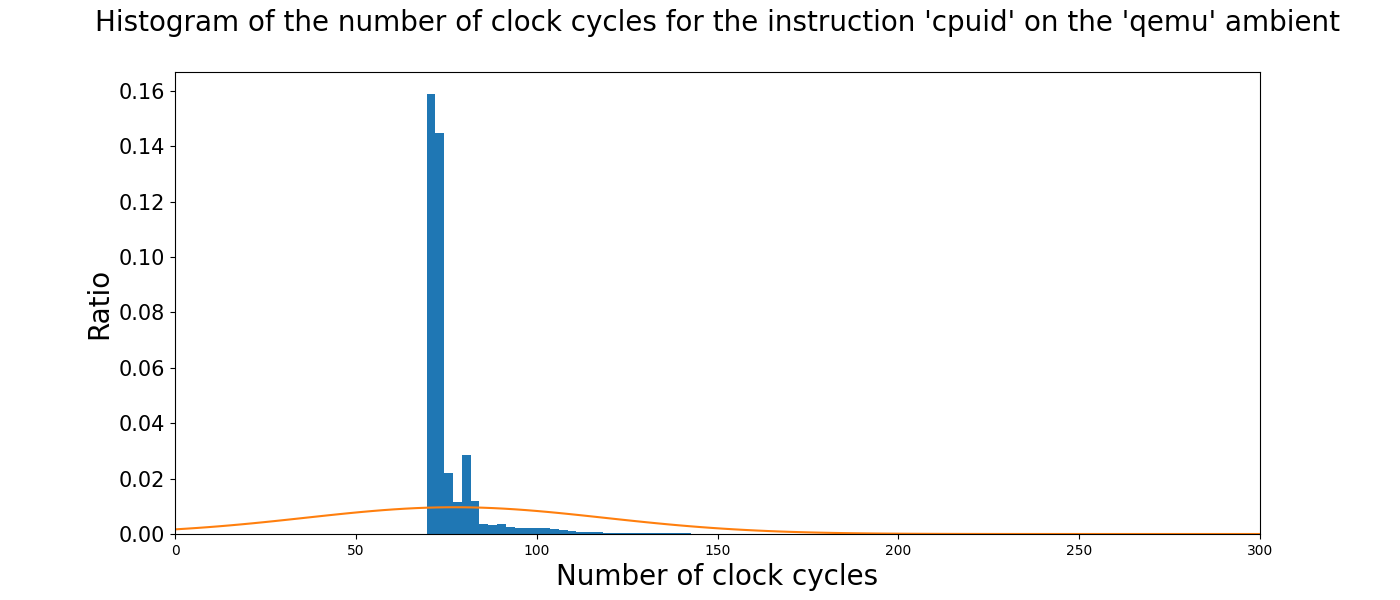 Histogram of the number of clock cycles for the instruction 'cpuid' on the 'qemu' ambient
0.16
0.14
0.12
0.10
0.08
0.06
0.04
0.02
0.00
Ratio
0 50 100 150 200 250 300
Number of clock cycles